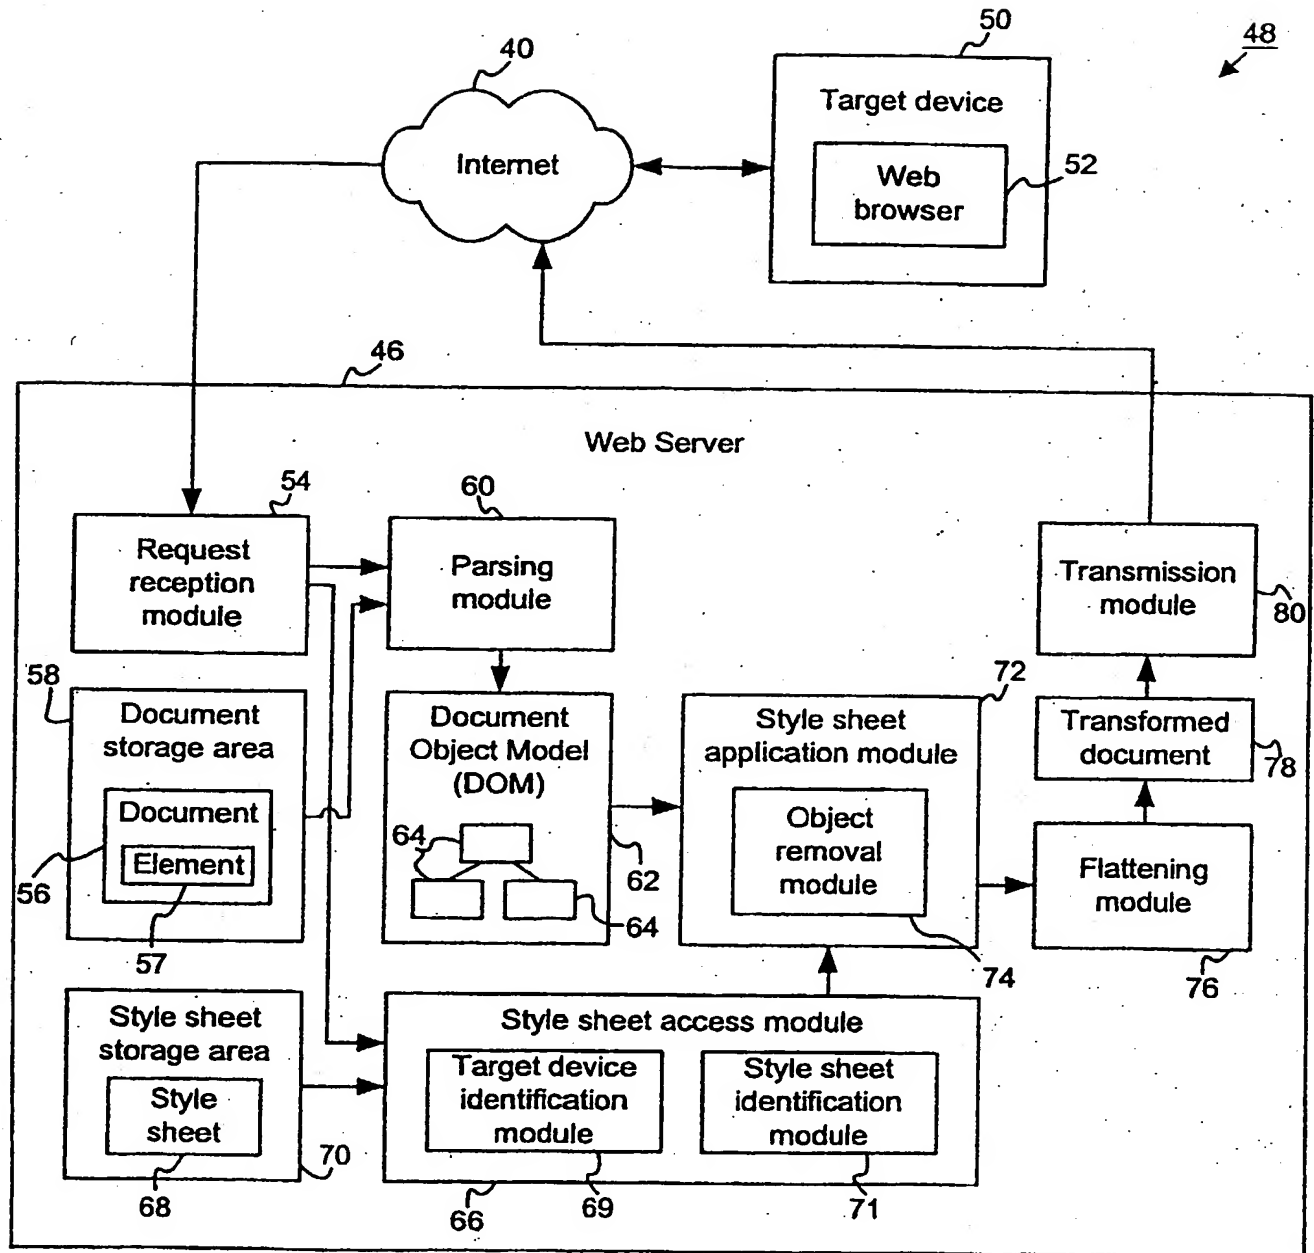 48
40
50
Target device
Internet
Web
browser
52
46
Web Server
54
Request
reception
module
60
Parsing
module
Transmission
module
80
58
Document
storage area
Document
Element
56
57
Document
Object Model
(DOM)
64
64
62
72
Style sheet
application module
Object
removal
module
74
Transformed
document
78
Flattening
module
76
Style sheet
storage area
Style
sheet
68
70
Style sheet access module
Target device
identification
module
Style sheet
identification
module
66
69
71